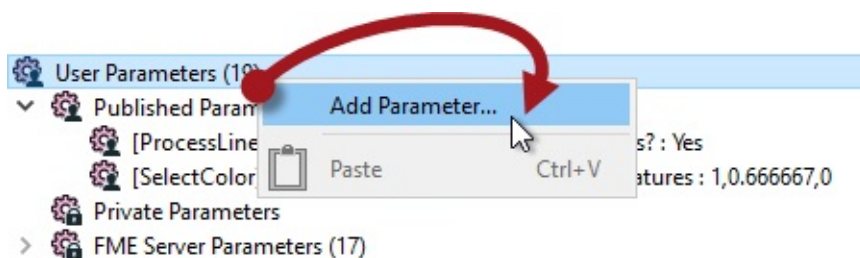 User Parameters (19)
Published Param
Add Parameter...
[ProcessLine
s? : Yes
[SelectColor
Paste Ctrl+V
atures : 1,0.666667,0
Private Parameters
FME Server Parameters (17)